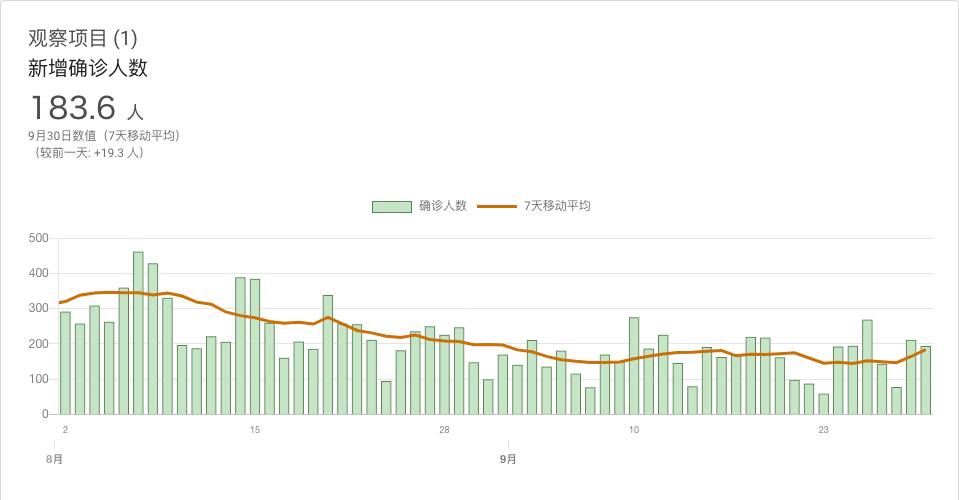 观察项目 (1)
新增确诊人数
183.6 人
9月30日数值（7天移动平均）
（较前一天: +19.3 人）
确诊人数 7天移动平均
500
400
300
200
100
0
2 15 28 10 23
8月 9月